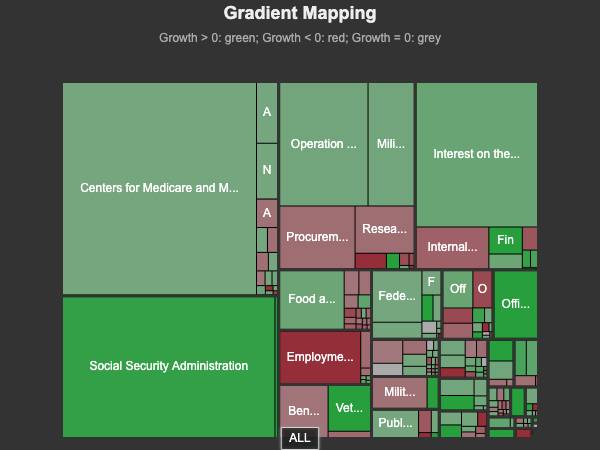 Gradient Mapping
Growth > 0: green; Growth < 0: red; Growth = 0: grey
Centers for Medicare and M...
A
N
A
Operation ...
Mili...
Interest on the...
Procurem...
Resea...
Internal...
Fin
Food a...
Fede...
F
Off
O
Offi...
Social Security Administration
Employme...
Milit...
Ben...
Vet...
Publ...
ALL